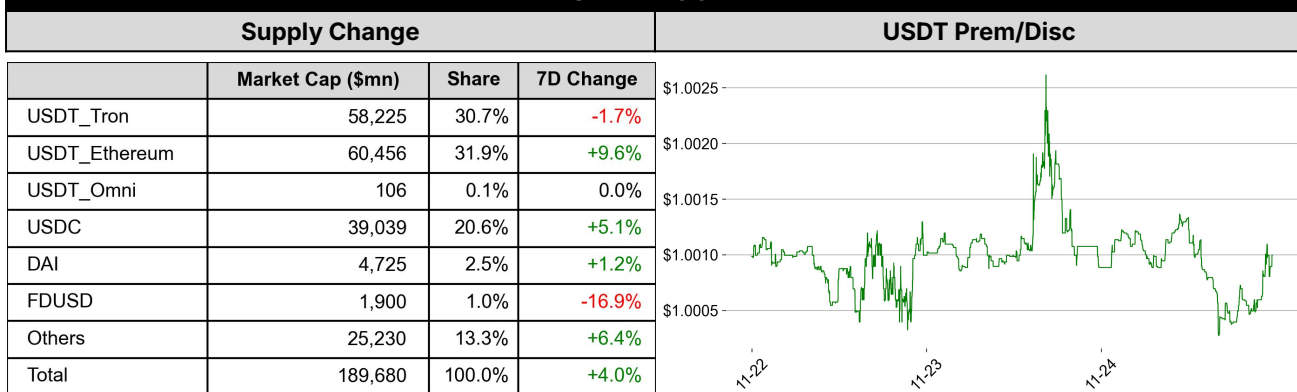 Supply Change
USDT Prem/Disc
Market Cap ($mn) Share 7D Change
USDT_Tron 58,225 30.7% -1.7%
USDT_Ethereum 60,456 31.9% +9.6%
USDT_Omni 106 0.1% 0.0%
USDC 39,039 20.6% +5.1%
DAI 4,725 2.5% +1.2%
FDUSD 1,900 1.0% -16.9%
Others 25,230 13.3% +6.4%
Total 189,680 100.0% +4.0%
$1.0025
$1.0020
$1.0015
$1.0010
$1.0005
11-22
11-23
11-24